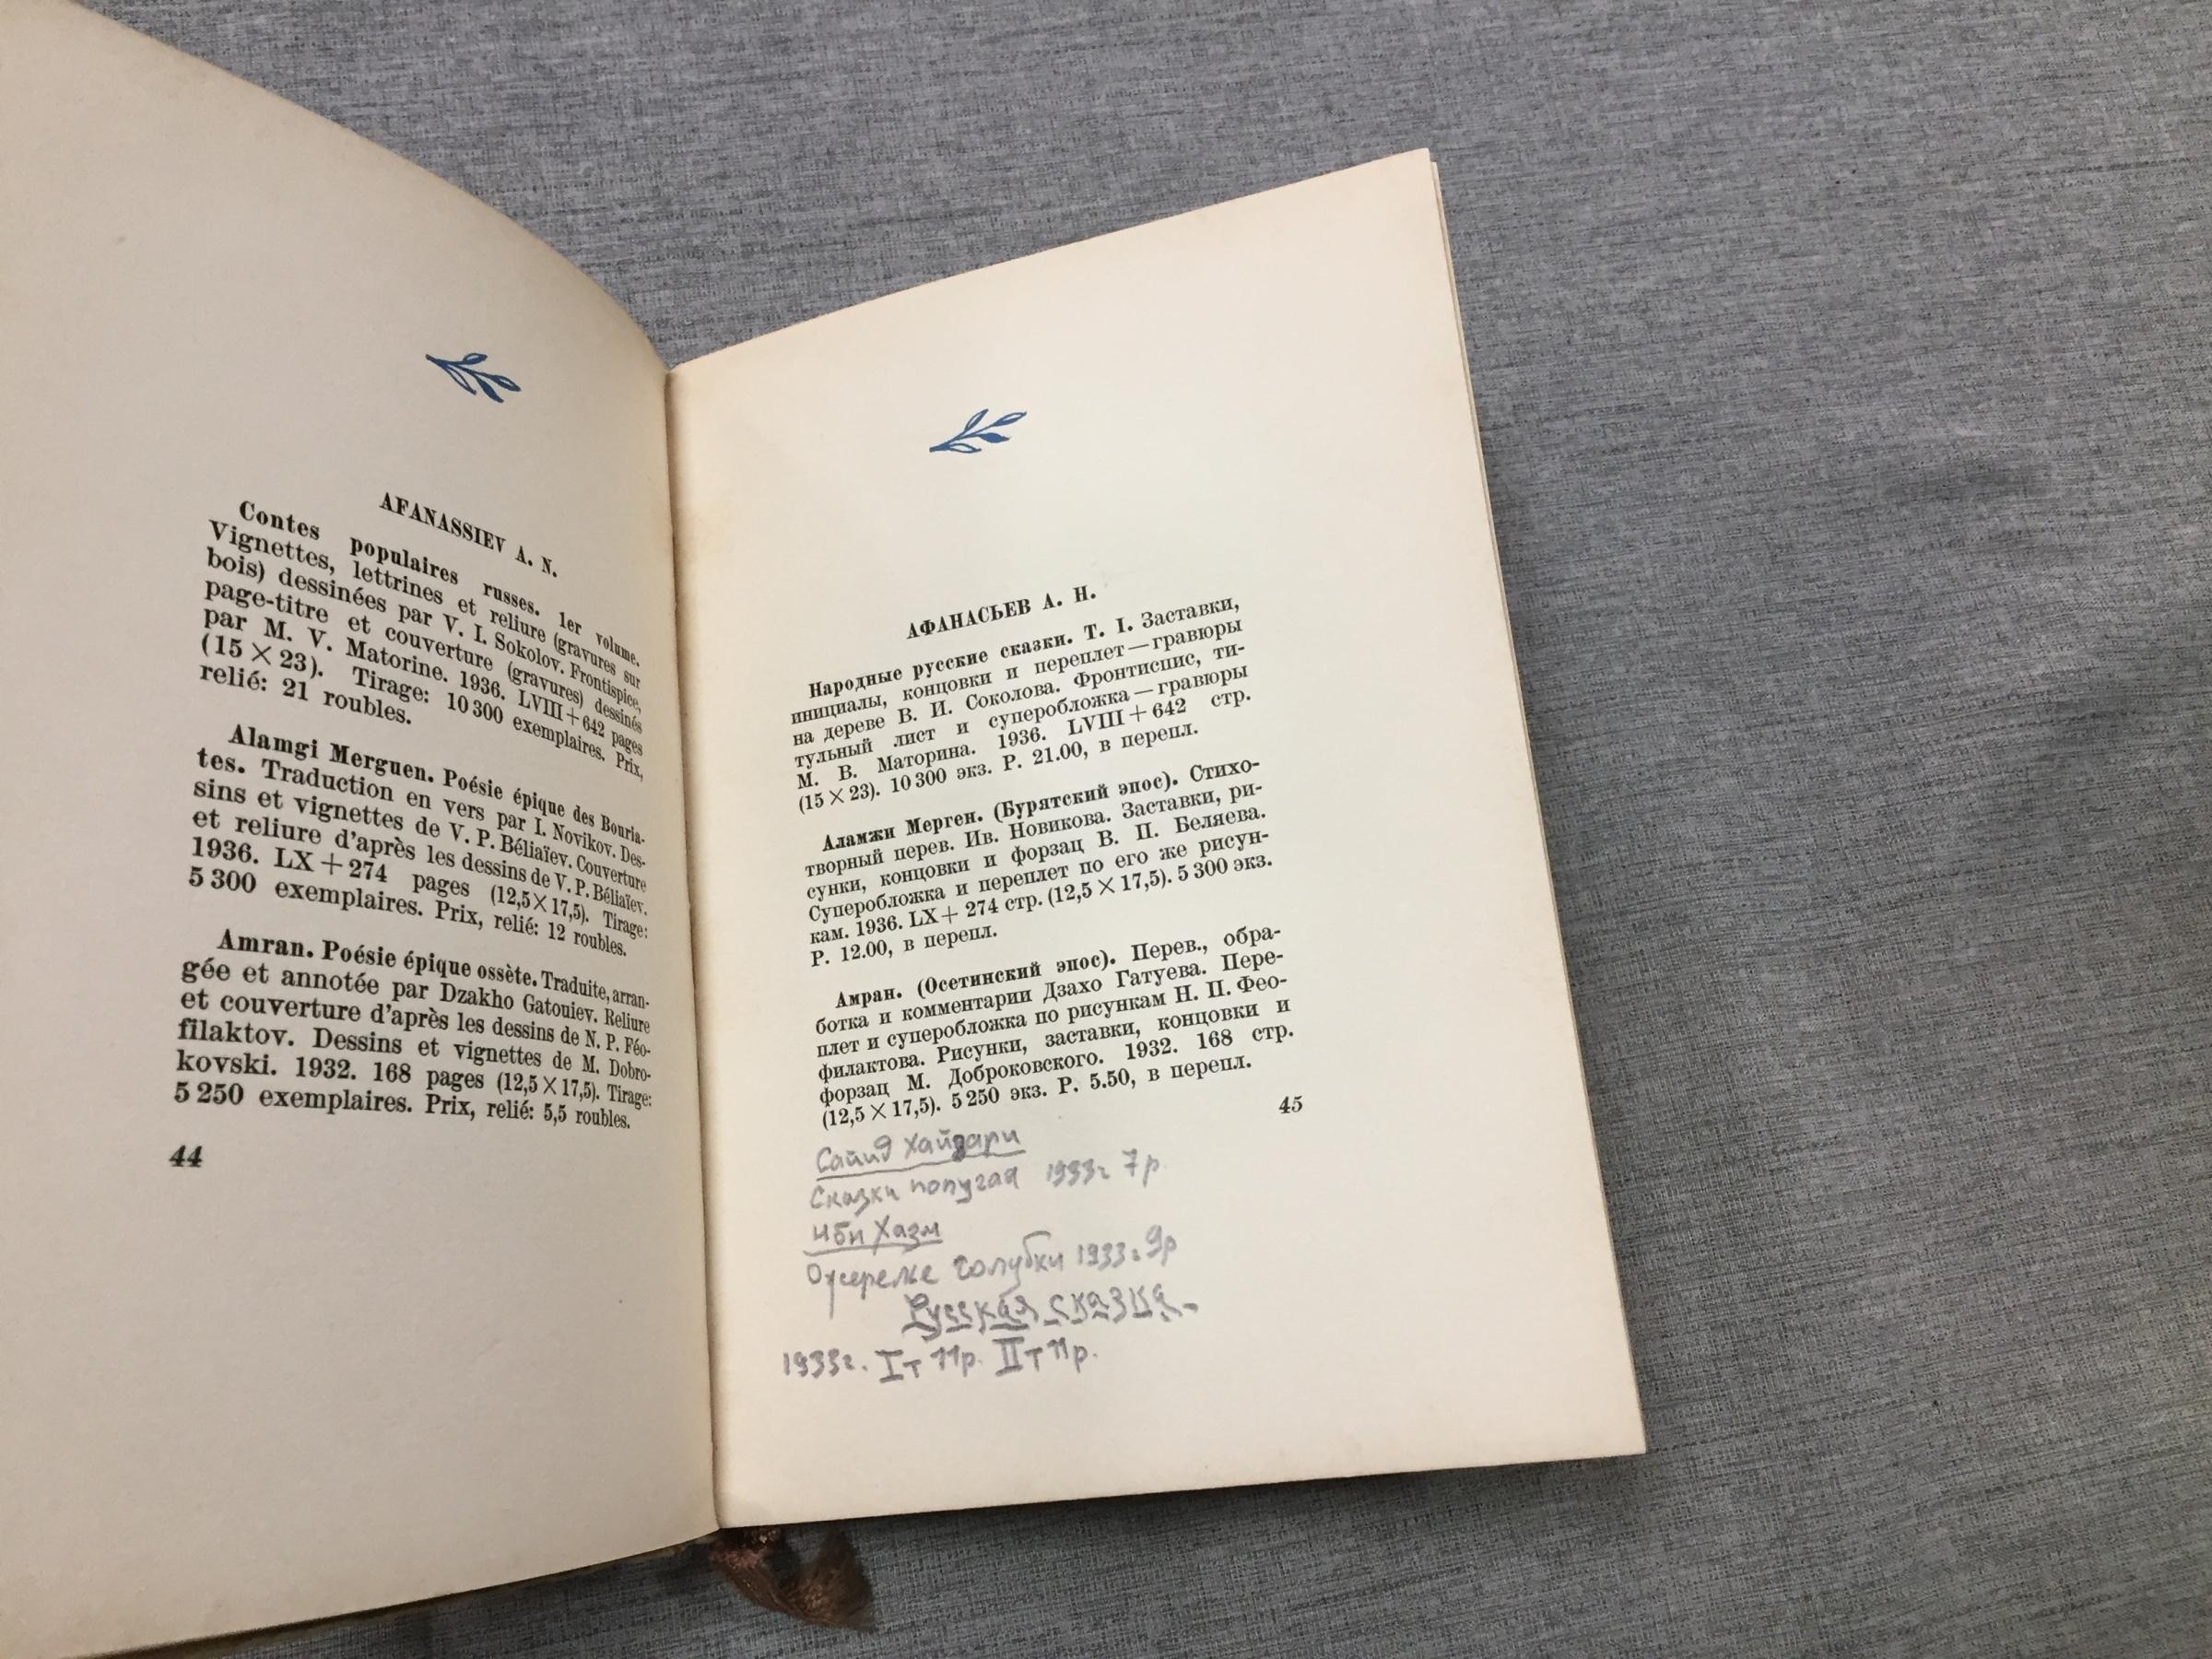 AFANASSIEV A. N.
Contes populaires russes. 1er volume.
Vignettes, lettrines et reliure (gravures sur
bois) dessinées par V. I. Sokolov. Frontispice,
page-titre et couverture (gravures) dessinés
par M. V. Matorine. 1936. LVIII + 642 pages
(15 × 23). Tirage: 10 300 exemplaires. Prix,
relié: 21 roubles.
Alamgi Merguen. Poésie épique des Bouria-
tes. Traduction en vers par I. Novikov. Des-
sins et vignettes de V. P. Béliaïev. Couverture
et reliure d'après les dessins de V. P. Béliaïev.
1936. LX + 274 pages (12,5 × 17,5). Tirage:
5 300 exemplaires. Prix, relié: 12 roubles.
Amran. Poésie épique ossète. Traduite, arran-
gée et annotée par Dzakho Gatouiev. Reliure
et couverture d'après les dessins de N. P. Féo-
filaktov. Dessins et vignettes de M. Dobro-
kovski. 1932. 168 pages (12,5 × 17,5). Tirage:
5 250 exemplaires. Prix, relié: 5,5 roubles.
44
АФАНАСЬЕВ А. Н.
Народные русские сказки. Т. I. Заставки,
инициалы, концовки и переплет — гравюры
на дереве В. И. Соколова. Фронтиспис, ти-
тульный лист и суперобложка — гравюры
М. В. Маторина. 1936. LVIII + 642 стр.
(15 × 23). 10 300 экз. Р. 21.00, в перепл.
Аламжи Мерген. (Бурятский эпос). Стихо-
творный перев. Ив. Новикова. Заставки, ри-
сунки, концовки и форзац В. П. Беляева.
Суперобложка и переплет по его же рисун-
кам. 1936. LX + 274 стр. (12,5 × 17,5). 5 300 экз.
Р. 12.00, в перепл.
Амран. (Осетинский эпос). Перев., обра-
ботка и комментарии Дзахо Гатуева. Пере-
плет и суперобложка по рисункам Н. П. Фео-
филактова. Рисунки, заставки, концовки и
форзац М. Доброковского. 1932. 168 стр.
(12,5 × 17,5). 5 250 экз. Р. 5.50, в перепл.
45
Сайид Хайдари
Сказки попугая 1933г 7р
Ибн Хазм
Ожерелье голубки 1933г 9р
Русская сказка-
1933г. Iт 11р. IIт 11р.